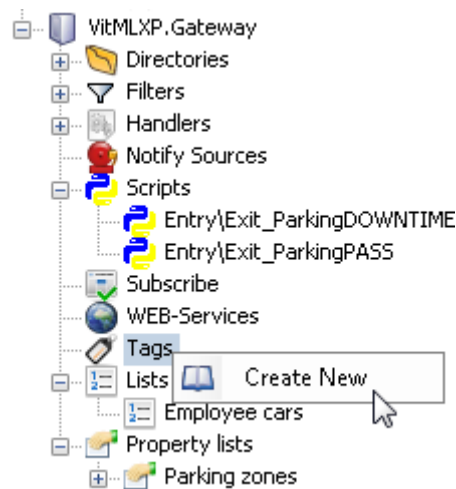 VitMLXP.Gateway
Directories
Filters
Handlers
Notify Sources
Scripts
Entry\Exit_ParkingDOWNTIME
Entry\Exit_ParkingPASS
Subscribe
WEB-Services
Tags
Create New
Lists
Employee cars
Property lists
Parking zones